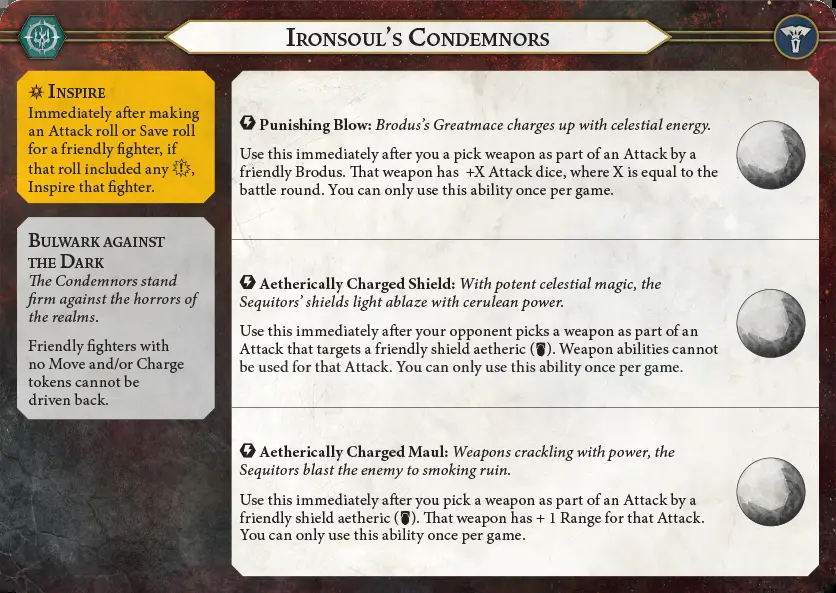 Ironsoul's Condemnors
Inspire
Immediately after making
an Attack roll or Save roll
for a friendly fighter, if
that roll included any ,
Inspire that fighter.
Bulwark against
the Dark
The Condemnors stand
firm against the horrors of
the realms.
Friendly fighters with
no Move and/or Charge
tokens cannot be
driven back.
Punishing Blow: Brodus's Greatmace charges up with celestial energy.
Use this immediately after you a pick weapon as part of an Attack by a
friendly Brodus. That weapon has +X Attack dice, where X is equal to the
battle round. You can only use this ability once per game.
Aetherically Charged Shield: With potent celestial magic, the
Sequitors' shields light ablaze with cerulean power.
Use this immediately after your opponent picks a weapon as part of an
Attack that targets a friendly shield aetheric (). Weapon abilities cannot
be used for that Attack. You can only use this ability once per game.
Aetherically Charged Maul: Weapons crackling with power, the
Sequitors blast the enemy to smoking ruin.
Use this immediately after you pick a weapon as part of an Attack by a
friendly shield aetheric (). That weapon has + 1 Range for that Attack.
You can only use this ability once per game.